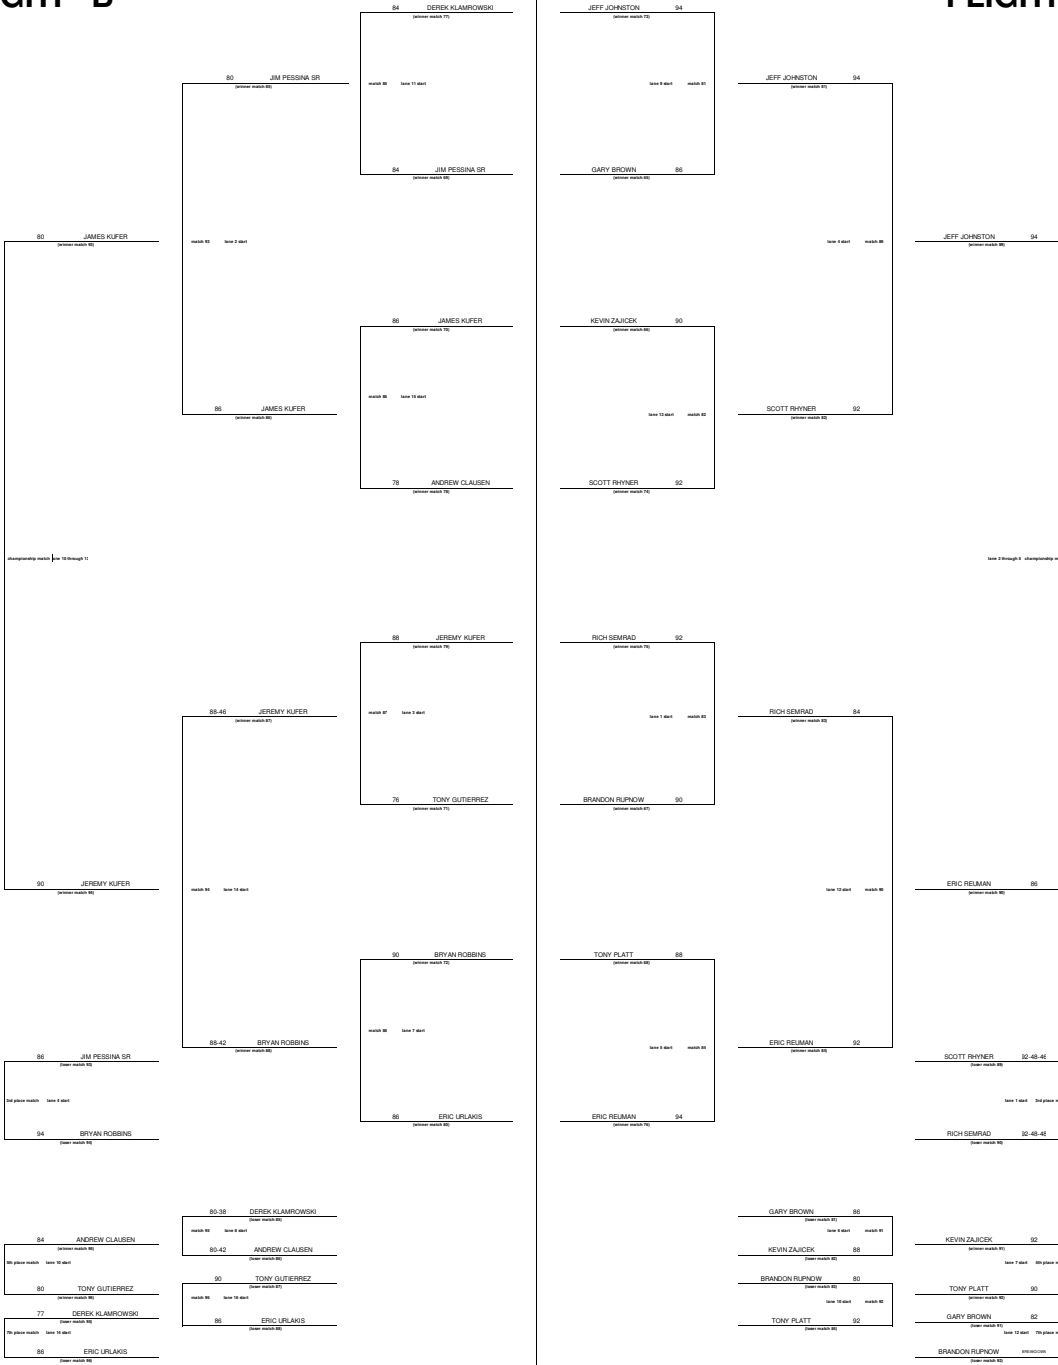 84 DEREK KLAMROWSKI
(winner match 77)
JEFF JOHNSTON 94
(winner match 73)
80 JIM PESSINA SR
(winner match 85)
match 85 lane 11 start
lane 9 start match 81
JEFF JOHNSTON 94
(winner match 81)
84 JIM PESSINA SR
(winner match 69)
GARY BROWN 86
(winner match 65)
80 JAMES KUFER
(winner match 93)
match 93 lane 2 start
lane 4 start match 89
JEFF JOHNSTON 94
(winner match 89)
86 JAMES KUFER
(winner match 70)
KEVIN ZAJICEK 90
(winner match 66)
match 86 lane 15 start
86 JAMES KUFER
(winner match 86)
lane 13 start match 82
SCOTT RHYNER 92
(winner match 82)
78 ANDREW CLAUSEN
(winner match 78)
SCOTT RHYNER 92
(winner match 74)
championship match
championship
88 JEREMY KUFER
(winner match 79)
RICH SEMRAD 92
(winner match 75)
88-46 JEREMY KUFER
(winner match 87)
match 87 lane 3 start
lane 1 start match 83
RICH SEMRAD 84
(winner match 83)
76 TONY GUTIERREZ
(winner match 71)
BRANDON RUPNOW 90
(winner match 67)
90 JEREMY KUFER
(winner match 94)
match 94 lane 14 start
lane 12 start match 90
ERIC REUMAN 86
(winner match 90)
90 BRYAN ROBBINS
(winner match 72)
TONY PLATT 88
(winner match 68)
match 88 lane 7 start
88-42 BRYAN ROBBINS
(winner match 88)
lane 5 start match 84
ERIC REUMAN 92
(winner match 84)
86 JIM PESSINA SR
(loser match 93)
SCOTT RHYNER 92-48-46
(loser match 89)
3rd place match lane 4 start
lane 1 start 3rd place
86 ERIC URLAKIS
(winner match 80)
ERIC REUMAN 94
(winner match 76)
94 BRYAN ROBBINS
(loser match 94)
RICH SEMRAD 92-48-48
(loser match 90)
80-38 DEREK KLAMROWSKI
(loser match 85)
GARY BROWN 86
(loser match 81)
match 95 lane 8 start
lane 6 start match 91
84 ANDREW CLAUSEN
(winner match 95)
80-42 ANDREW CLAUSEN
(loser match 86)
KEVIN ZAJICEK 88
(loser match 82)
KEVIN ZAJICEK 92
(winner match 91)
5th place match lane 10 start
lane 7 start 5th place
90 TONY GUTIERREZ
(loser match 87)
BRANDON RUPNOW 80
(loser match 83)
80 TONY GUTIERREZ
(winner match 96)
match 96 lane 16 start
lane 10 start match 92
TONY PLATT 90
(winner match 92)
77 DEREK KLAMROWSKI
(loser match 95)
86 ERIC URLAKIS
(loser match 88)
TONY PLATT 92
(loser match 84)
GARY BROWN 82
(loser match 91)
7th place match lane 14 start
lane 12 start 7th place
86 ERIC URLAKIS
(loser match 96)
BRANDON RUPNOW
(loser match 92)